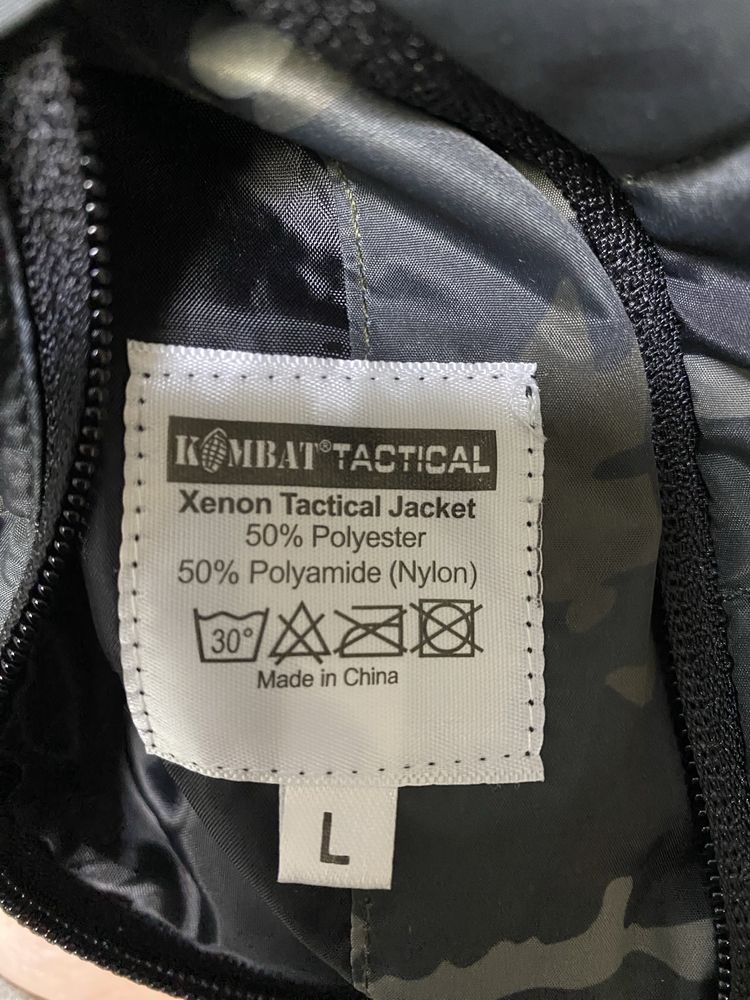 KOMBAT® TACTICAL
Xenon Tactical Jacket
50% Polyester
50% Polyamide (Nylon)
30°
Made in China
L